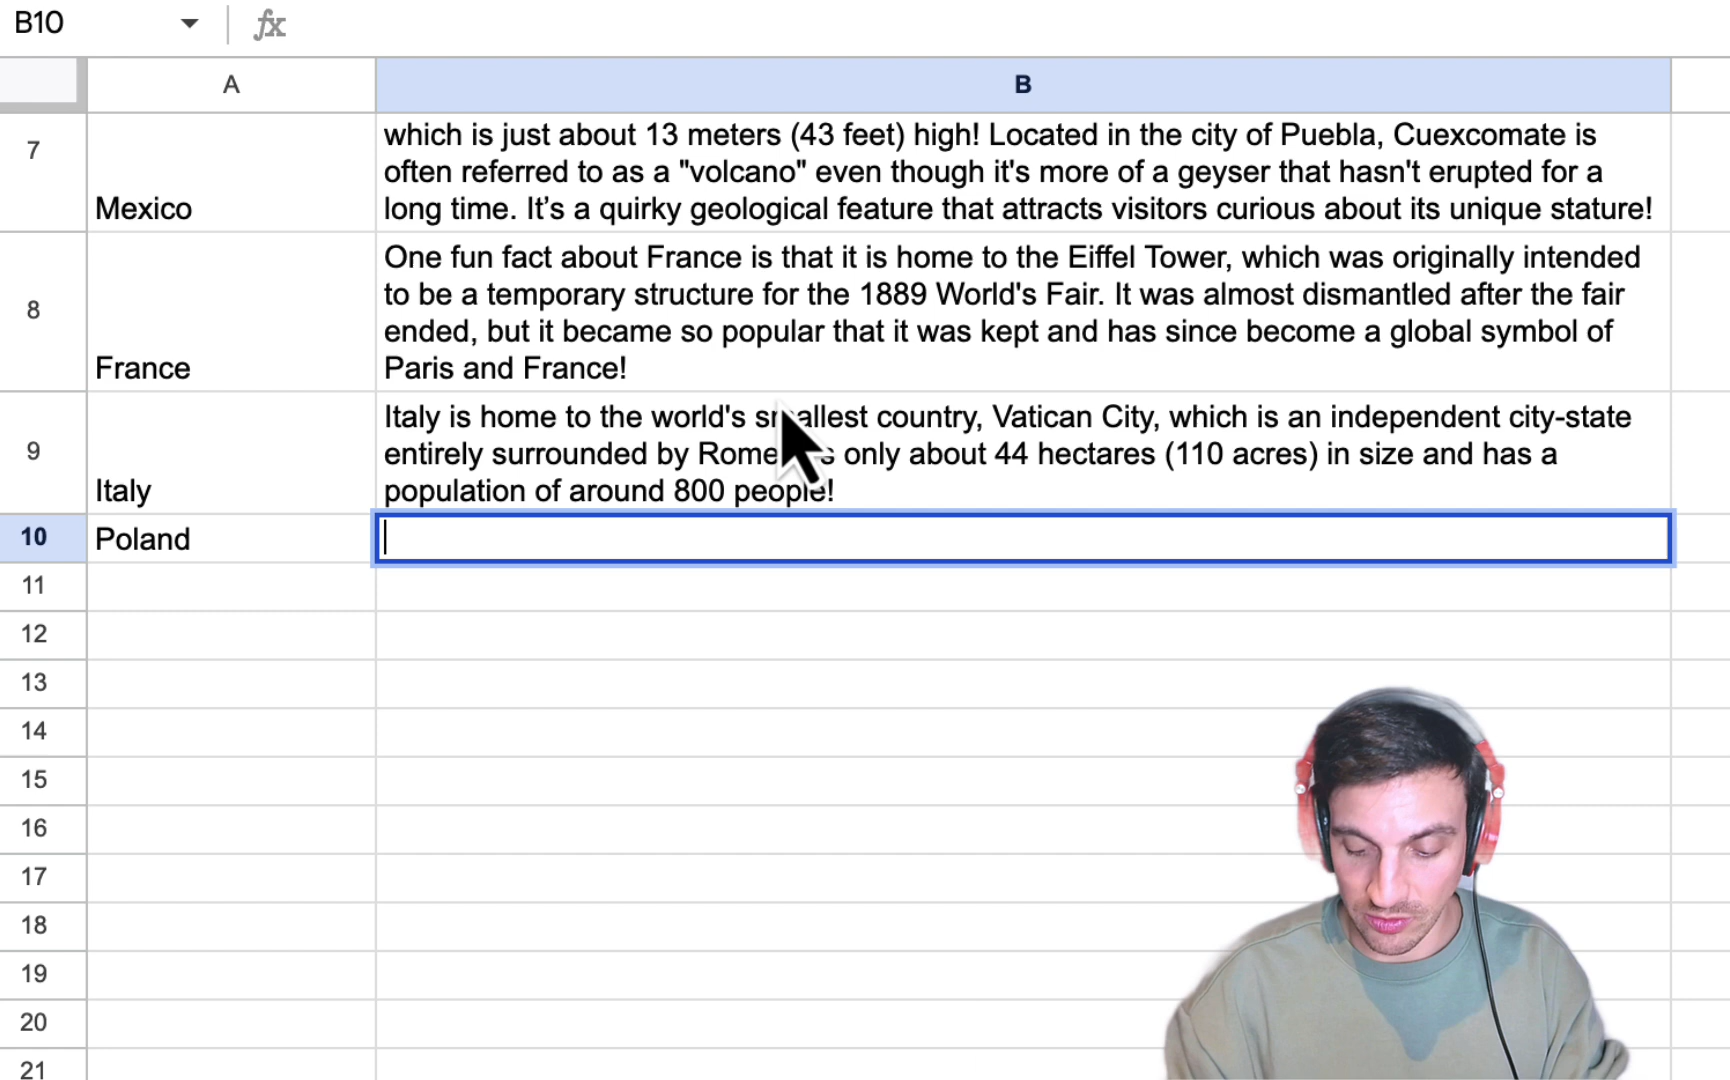 B10
fx
A B
7
which is just about 13 meters (43 feet) high! Located in the city of Puebla, Cuexcomate is
often referred to as a "volcano" even though it's more of a geyser that hasn't erupted for a
Mexico long time. It's a quirky geological feature that attracts visitors curious about its unique stature!
8
One fun fact about France is that it is home to the Eiffel Tower, which was originally intended
to be a temporary structure for the 1889 World's Fair. It was almost dismantled after the fair
ended, but it became so popular that it was kept and has since become a global symbol of
France Paris and France!
9
Italy is home to the world's smallest country, Vatican City, which is an independent city-state
entirely surrounded by Rome only about 44 hectares (110 acres) in size and has a
Italy population of around 800 people!
10 Poland
11
12
13
14
15
16
17
18
19
20
21